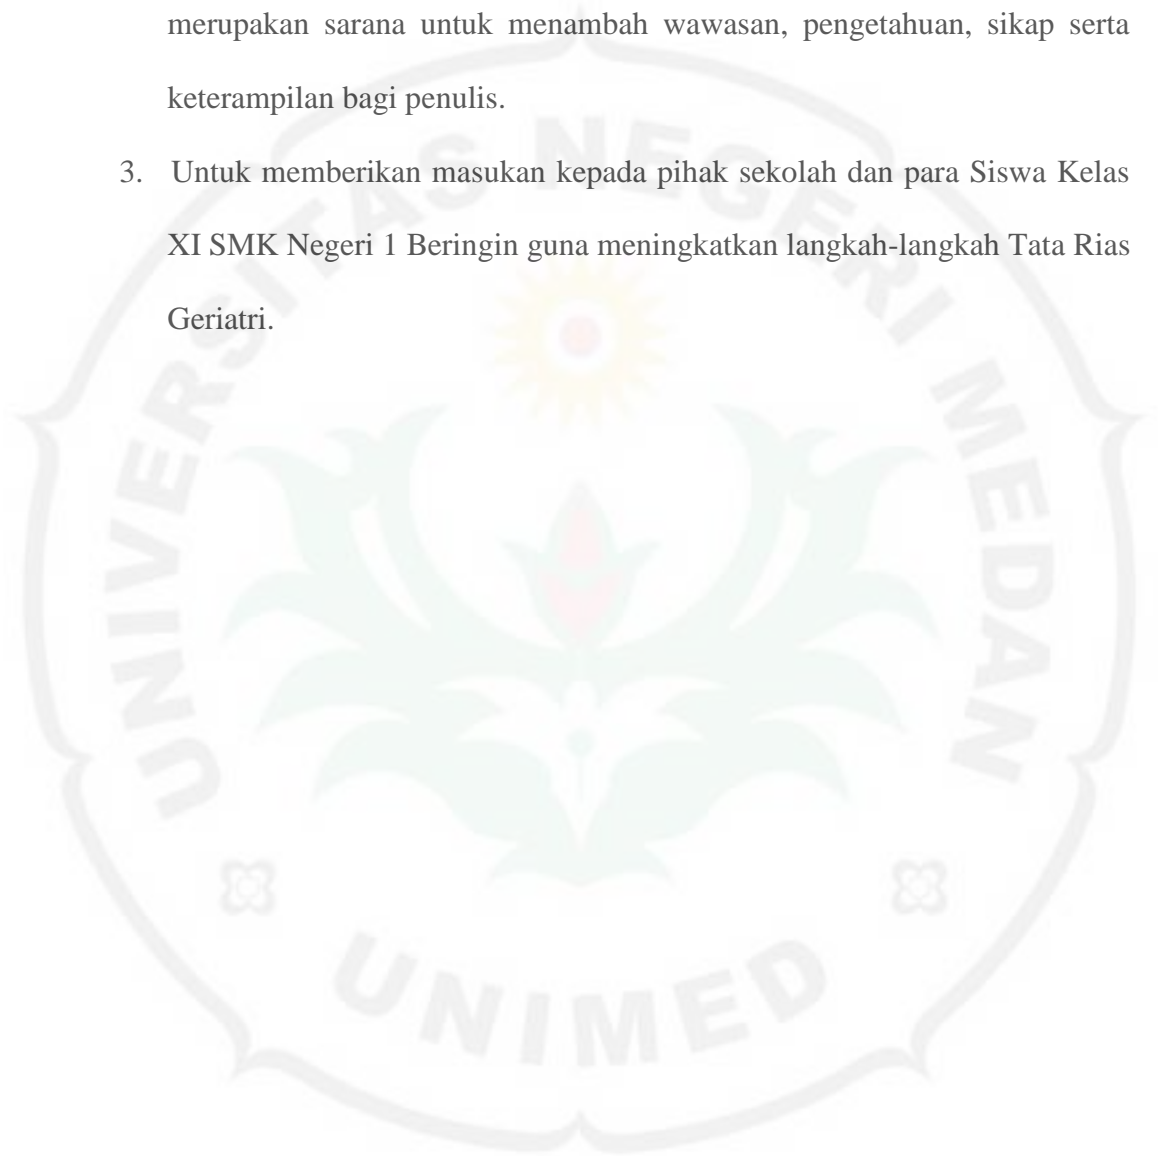 merupakan sarana untuk menambah wawasan, pengetahuan, sikap serta
keterampilan bagi penulis.
3. Untuk memberikan masukan kepada pihak sekolah dan para Siswa Kelas
XI SMK Negeri 1 Beringin guna meningkatkan langkah-langkah Tata Rias
Geriatri.
UNIVERSITAS NEGERI MEDAN
UNIMED